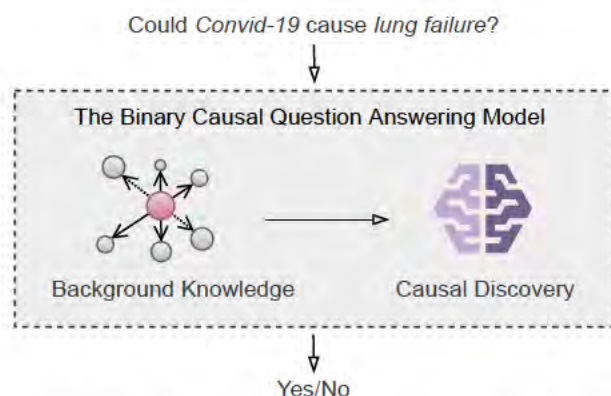 Could Convid-19 cause lung failure?
The Binary Causal Question Answering Model
Background Knowledge
Causal Discovery
Yes/No